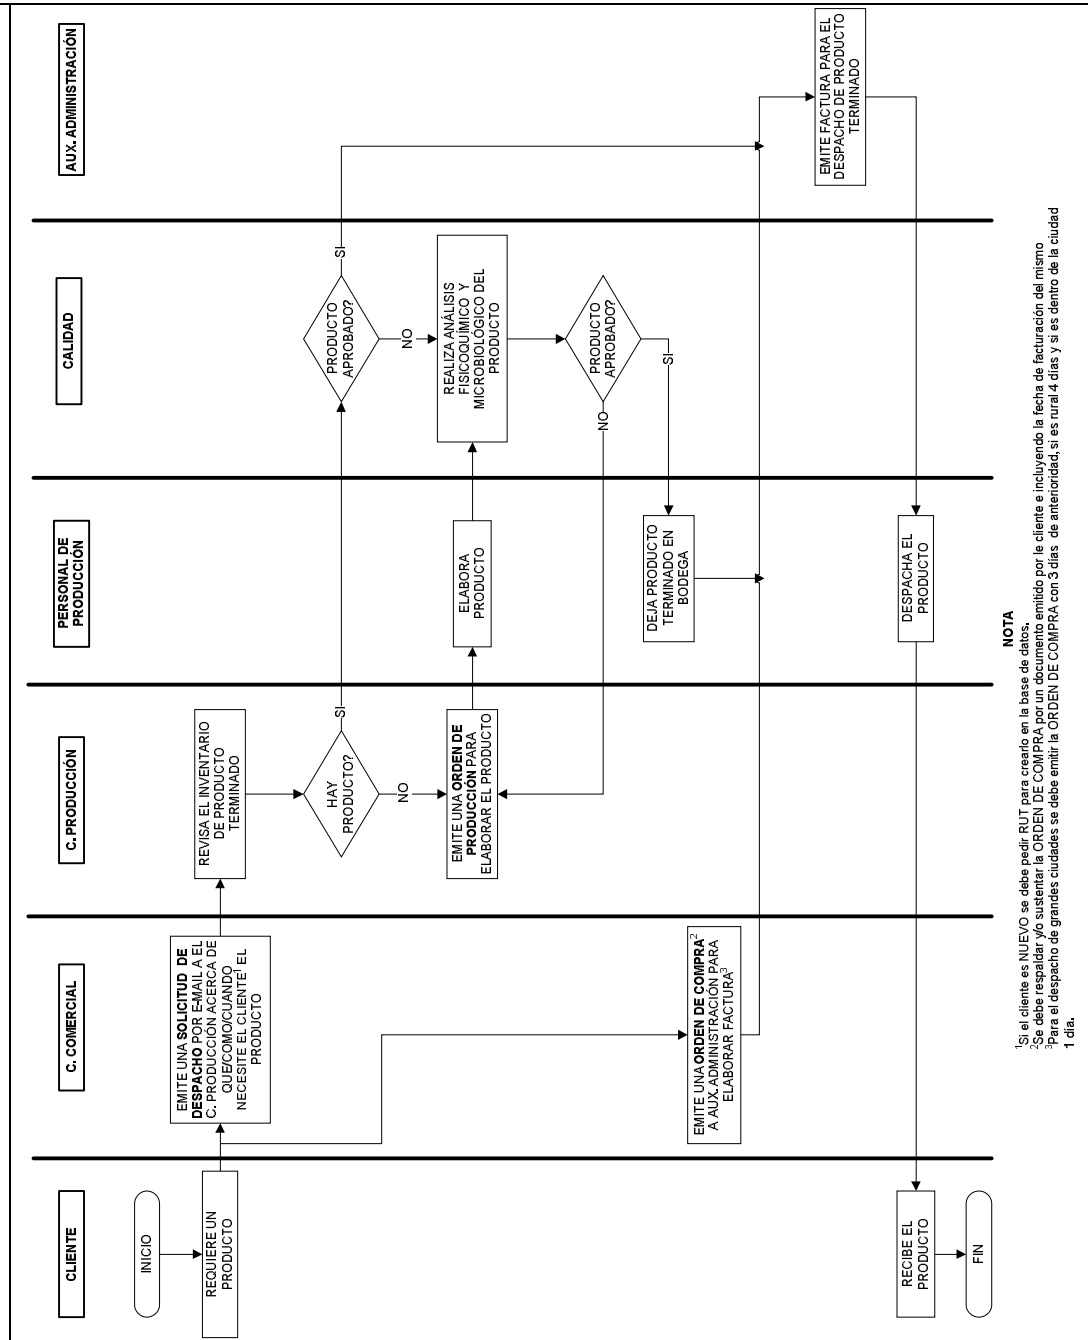 CLIENTE
C. COMERCIAL
C. PRODUCCIÓN
PERSONAL DE
PRODUCCIÓN
CALIDAD
AUX. ADMINISTRACIÓN
INICIO
REQUIERE UN
PRODUCTO
EMITE UNA SOLICITUD DE
DESPACHO POR E-MAIL A EL
C. PRODUCCIÓN ACERCA DE
QUE/COMO/CUANDO
NECESITE EL CLIENTE¹ EL
PRODUCTO
REVISA EL INVENTARIO
DE PRODUCTO
TERMINADO
HAY
PRODUCTO?
SI
NO
PRODUCTO
APROBADO?
SI
NO
EMITE UNA ORDEN DE
PRODUCCIÓN PARA
ELABORAR EL PRODUCTO
ELABORA
PRODUCTO
REALIZA ANÁLISIS
FISICOQUÍMICO Y
MICROBIOLÓGICO DEL
PRODUCTO
PRODUCTO
APROBADO?
NO
SI
DEJA PRODUCTO
TERMINADO EN
BODEGA
EMITE UNA ORDEN DE COMPRA²
A AUX. ADMINISTRACIÓN PARA
ELABORAR FACTURA³
EMITE FACTURA PARA EL
DESPACHO DE PRODUCTO
TERMINADO
DESPACHA EL
PRODUCTO
RECIBE EL
PRODUCTO
FIN
NOTA
¹Si el cliente es NUEVO se debe pedir RUT para crearlo en la base de datos.
²Se debe respaldar y/o sustentar la ORDEN DE COMPRA por un documento emitido por le cliente e incluyendo la fecha de facturación del mismo
³Para el despacho de grandes ciudades se debe emitir la ORDEN DE COMPRA con 3 días de anterioridad, si es rural 4 días y si es dentro de la ciudad
1 día.